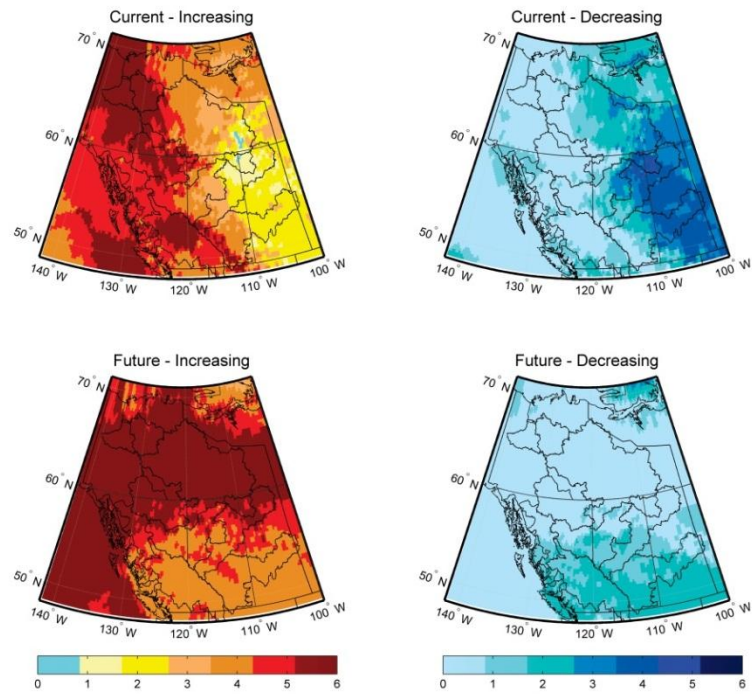 Current - Increasing
Current - Decreasing
70° N
60° N
50° N
140° W
130° W
120° W
110° W
100° W
70° N
60° N
50° N
140° W
130° W
120° W
110° W
100° W
Future - Increasing
Future - Decreasing
70° N
60° N
50° N
140° W
130° W
120° W
110° W
100° W
70° N
60° N
50° N
140° W
130° W
120° W
110° W
100° W
0 1 2 3 4 5 6
0 1 2 3 4 5 6